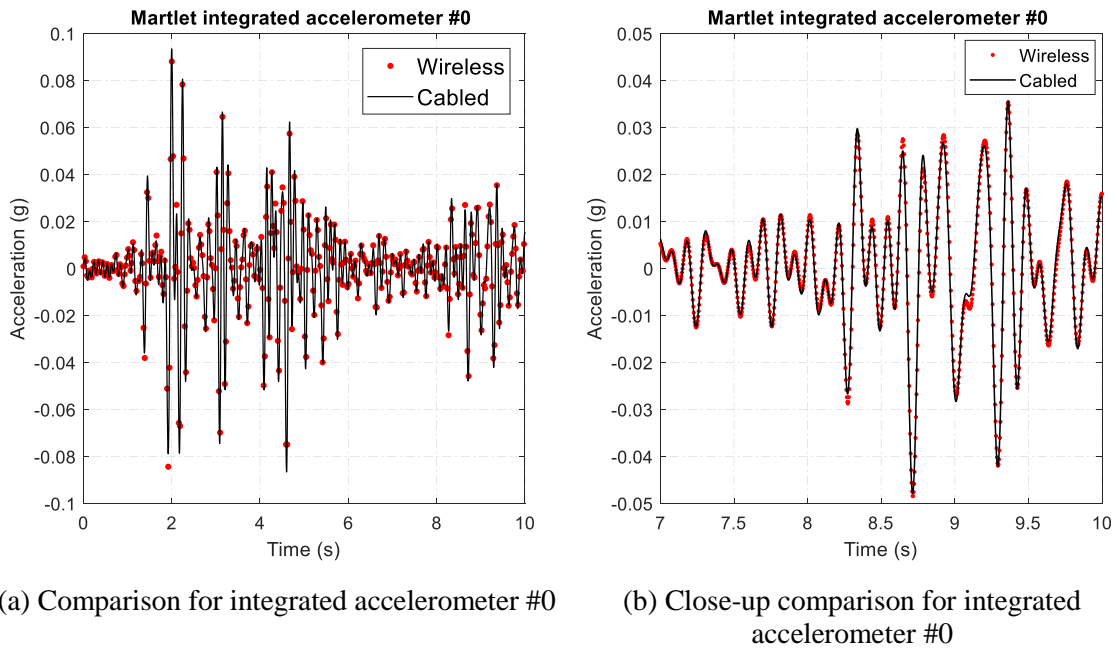 Martlet integrated accelerometer #0
0.1
0.08
0.06
0.04
0.02
0
-0.02
-0.04
-0.06
-0.08
-0.1
Acceleration (g)
0 2 4 6 8 10
Time (s)
Wireless
Cabled
Martlet integrated accelerometer #0
0.05
0.04
0.03
0.02
0.01
0
-0.01
-0.02
-0.03
-0.04
-0.05
Acceleration (g)
7 7.5 8 8.5 9 9.5 10
Time (s)
Wireless
Cabled
(a) Comparison for integrated accelerometer #0
(b) Close-up comparison for integrated
accelerometer #0